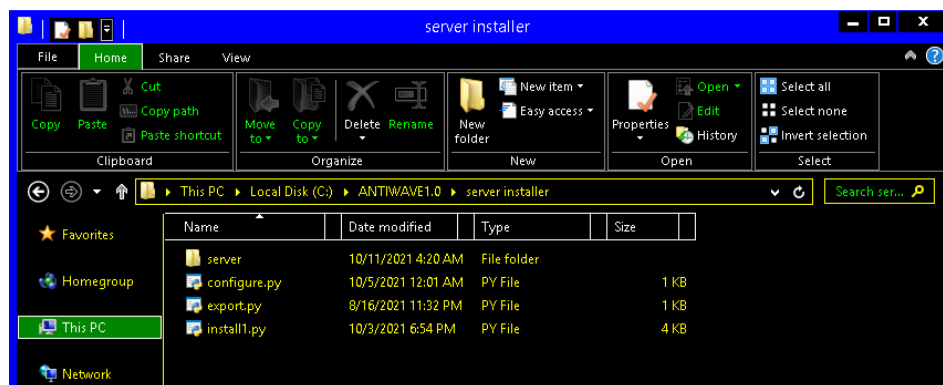 server installer
File Home Share View
Copy Paste Cut Copy path Paste shortcut Move to Copy to Delete Rename New folder New item Easy access Properties Open Edit History Select all Select none Invert selection
Clipboard Organize New Open Select
This PC Local Disk (C:) ANTIWAVE1.0 server installer Search ser...
Favorites
Homegroup
This PC
Network
Name Date modified Type Size
server 10/11/2021 4:20 AM File folder
configure.py 10/5/2021 12:01 AM PY File 1 KB
export.py 8/16/2021 11:32 PM PY File 1 KB
install1.py 10/3/2021 6:54 PM PY File 4 KB